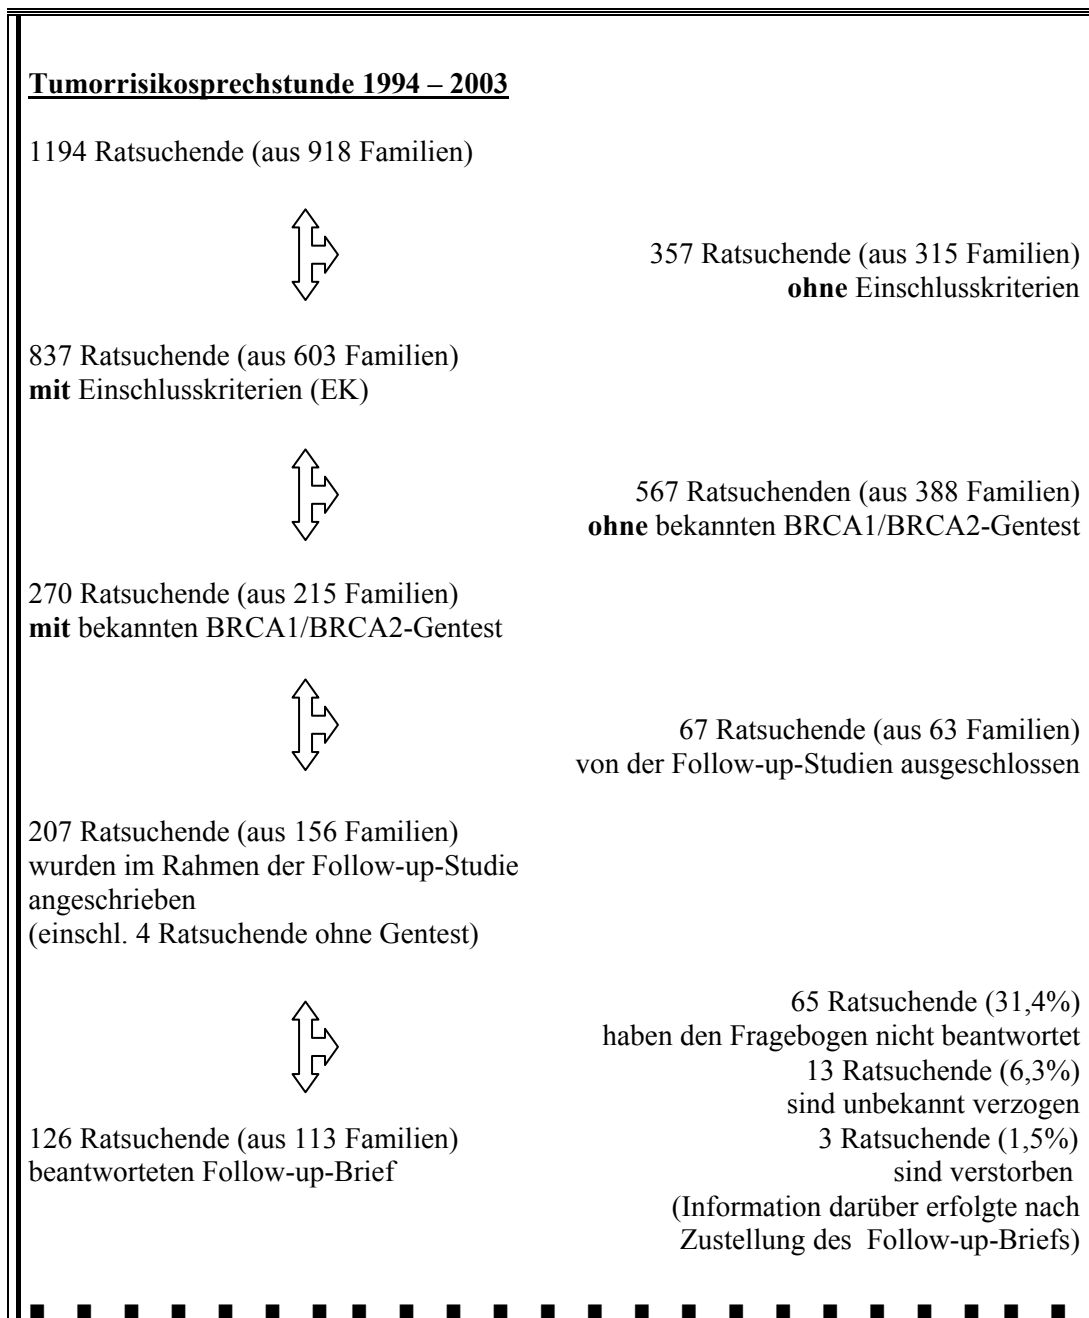 Tumorrisikosprechstunde 1994 – 2003
1194 Ratsuchende (aus 918 Familien)
357 Ratsuchende (aus 315 Familien)
ohne Einschlusskriterien
837 Ratsuchende (aus 603 Familien)
mit Einschlusskriterien (EK)
567 Ratsuchenden (aus 388 Familien)
ohne bekannten BRCA1/BRCA2-Gentest
270 Ratsuchende (aus 215 Familien)
mit bekannten BRCA1/BRCA2-Gentest
67 Ratsuchende (aus 63 Familien)
von der Follow-up-Studien ausgeschlossen
207 Ratsuchende (aus 156 Familien)
wurden im Rahmen der Follow-up-Studie
angeschrieben
(einschl. 4 Ratsuchende ohne Gentest)
65 Ratsuchende (31,4%)
haben den Fragebogen nicht beantwortet
13 Ratsuchende (6,3%)
sind unbekannt verzogen
126 Ratsuchende (aus 113 Familien)
beantworteten Follow-up-Brief
3 Ratsuchende (1,5%)
sind verstorben
(Information darüber erfolgte nach
Zustellung des Follow-up-Briefs)